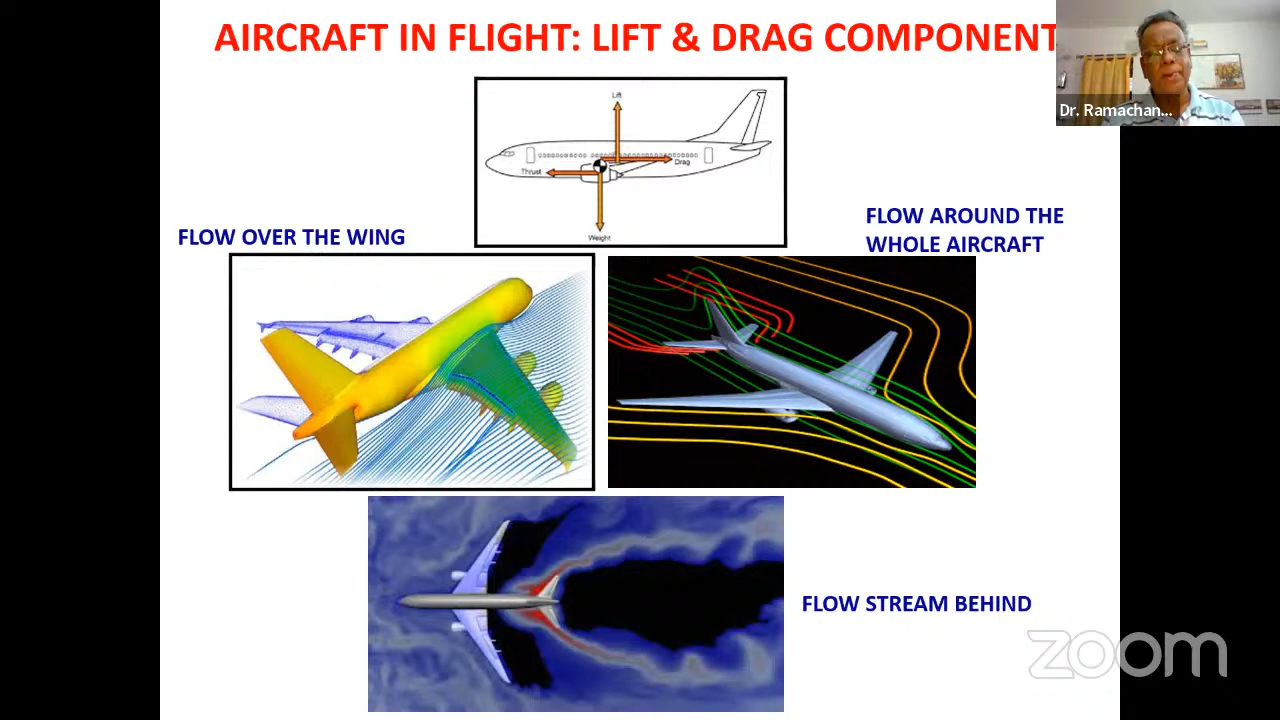 AIRCRAFT IN FLIGHT: LIFT & DRAG COMPONENT
Dr. Ramachan...
Lift
Drag
Thrust
Weight
FLOW OVER THE WING
FLOW AROUND THE
WHOLE AIRCRAFT
FLOW STREAM BEHIND
zoom